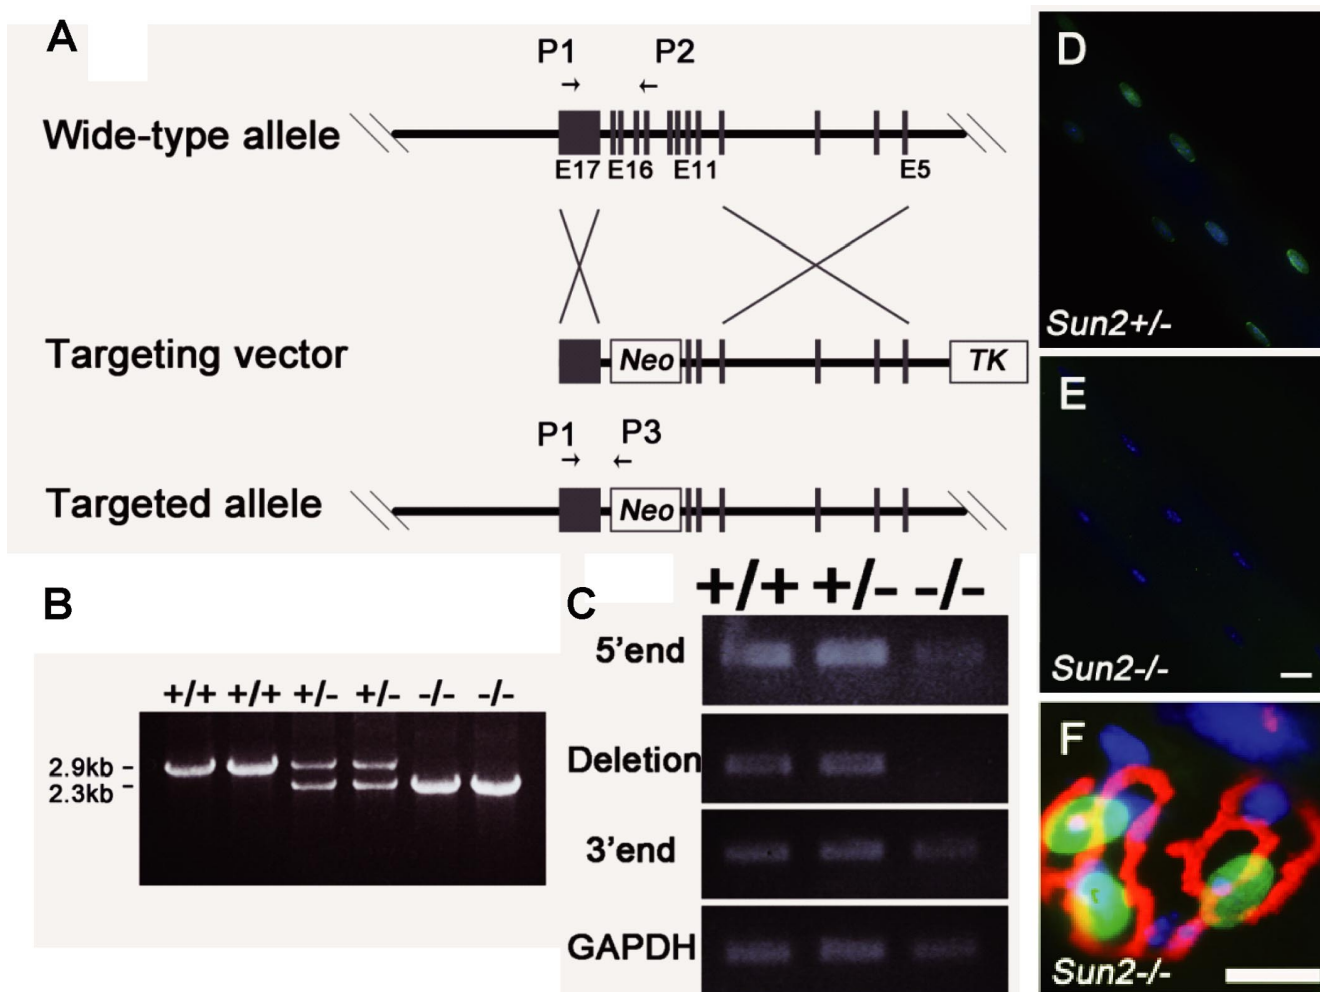 A
P1 P2
Wide-type allele
E17 E16 E11 E5
Targeting vector
Neo TK
P1 P3
Targeted allele
Neo
B
+/+ +/+ +/- +/- -/- -/-
2.9kb -
2.3kb -
C
+/+ +/- -/-
5'end
Deletion
3'end
GAPDH
D
Sun2+/-
E
Sun2-/-
F
Sun2-/-